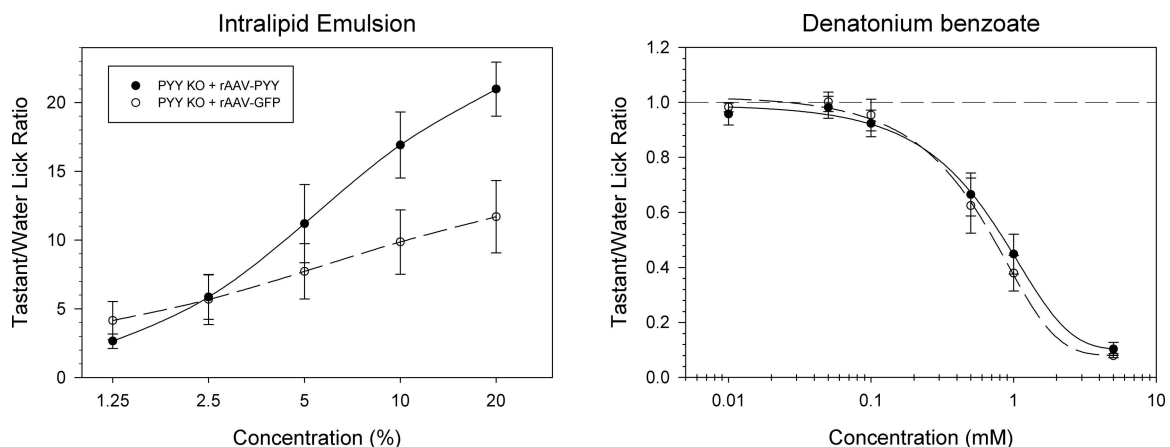 Intralipid Emulsion
Tastant/Water Lick Ratio
20
15
10
5
0
PYY KO + rAAV-PYY
PYY KO + rAAV-GFP
1.25 2.5 5 10 20
Concentration (%)
Denatonium benzoate
Tastant/Water Lick Ratio
1.2
1.0
0.8
0.6
0.4
0.2
0.0
0.01 0.1 1 10
Concentration (mM)